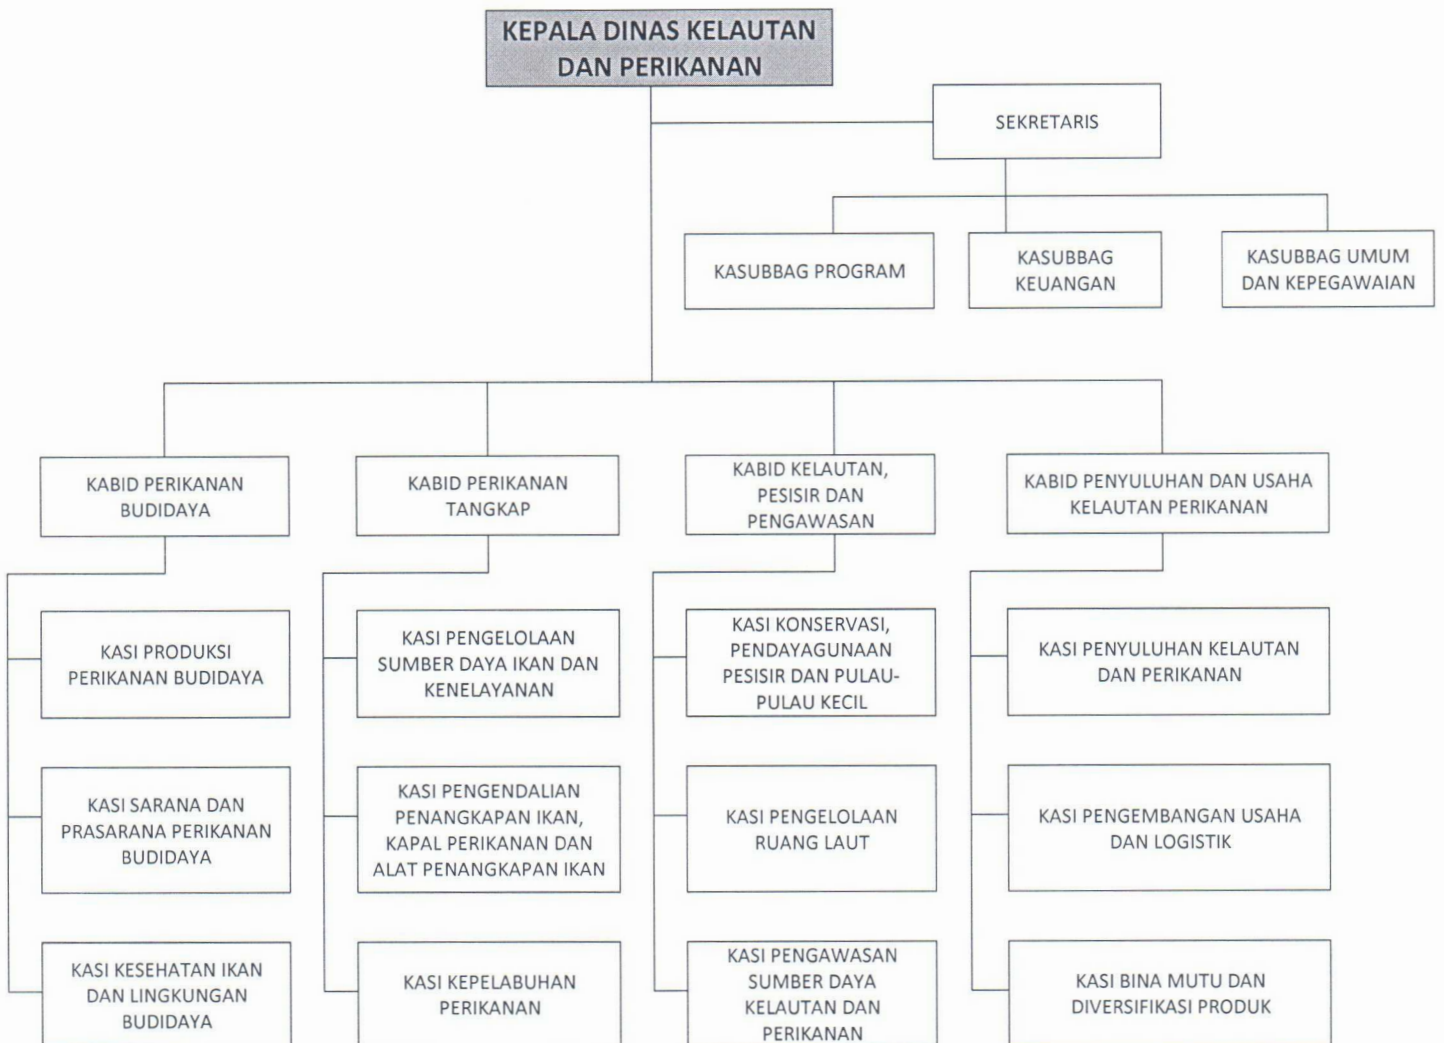 KEPALA DINAS KELAUTAN
DAN PERIKANAN
SEKRETARIS
KASUBBAG PROGRAM
KASUBBAG
KEUANGAN
KASUBBAG UMUM
DAN KEPEGAWAIAN
KABID PERIKANAN
BUDIDAYA
KABID PERIKANAN
TANGKAP
KABID KELAUTAN,
PESISIR DAN
PENGAWASAN
KABID PENYULUHAN DAN USAHA
KELAUTAN PERIKANAN
KASI PRODUKSI
PERIKANAN BUDIDAYA
KASI PENGELOLAAN
SUMBER DAYA IKAN DAN
KENELAYANAN
KASI KONSERVASI,
PENDAYAGUNAAN
PESISIR DAN PULAU-
PULAU KECIL
KASI PENYULUHAN KELAUTAN
DAN PERIKANAN
KASI SARANA DAN
PRASARANA PERIKANAN
BUDIDAYA
KASI PENGENDALIAN
PENANGKAPAN IKAN,
KAPAL PERIKANAN DAN
ALAT PENANGKAPAN IKAN
KASI PENGELOLAAN
RUANG LAUT
KASI PENGEMBANGAN USAHA
DAN LOGISTIK
KASI KESEHATAN IKAN
DAN LINGKUNGAN
BUDIDAYA
KASI KEPELABUHAN
PERIKANAN
KASI PENGAWASAN
SUMBER DAYA
KELAUTAN DAN
PERIKANAN
KASI BINA MUTU DAN
DIVERSIFIKASI PRODUK